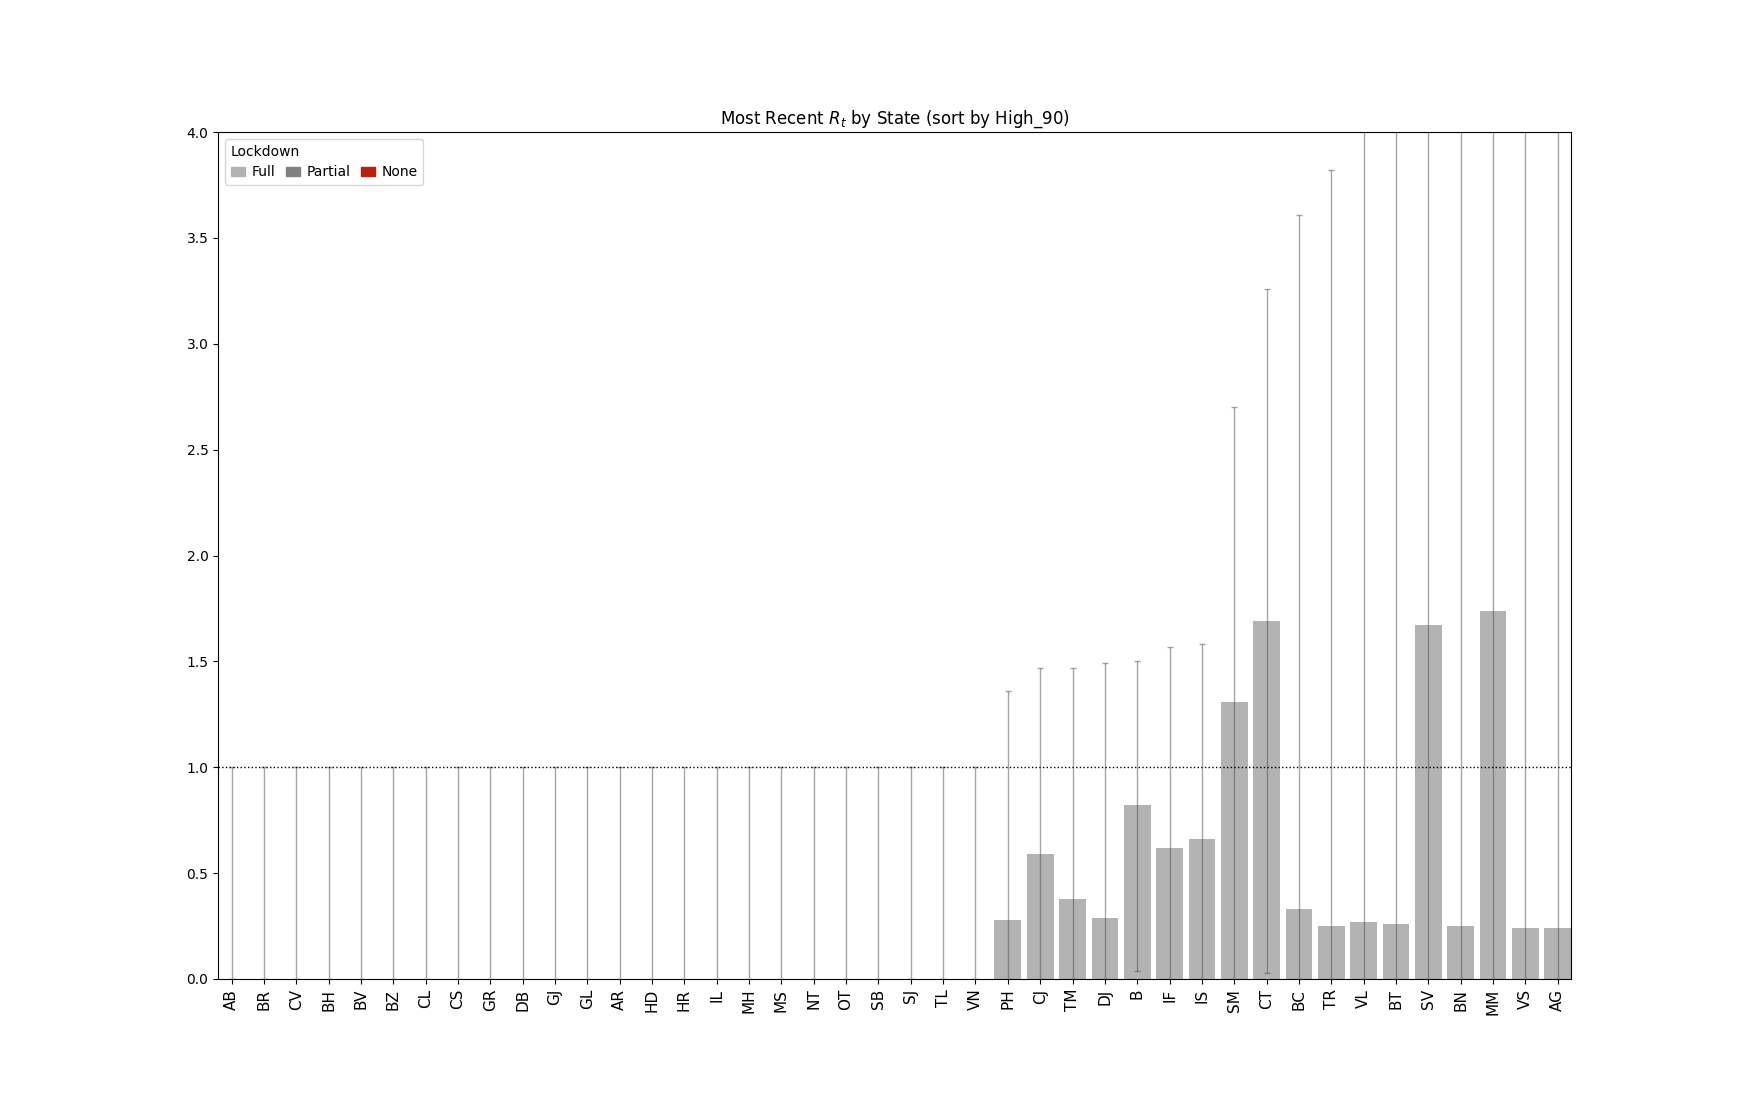 Most Recent R_t by State (sort by High_90)
Lockdown
Full Partial None
4.0
3.5
3.0
2.5
2.0
1.5
1.0
0.5
0.0
AB BR CV BH BV BZ CL CS GR DB GJ GL AR HD HR IL MH MS NT OT SB SJ TL VN PH CJ TM DJ B IF IS SM CT BC TR VL BT SV BN MM VS AG